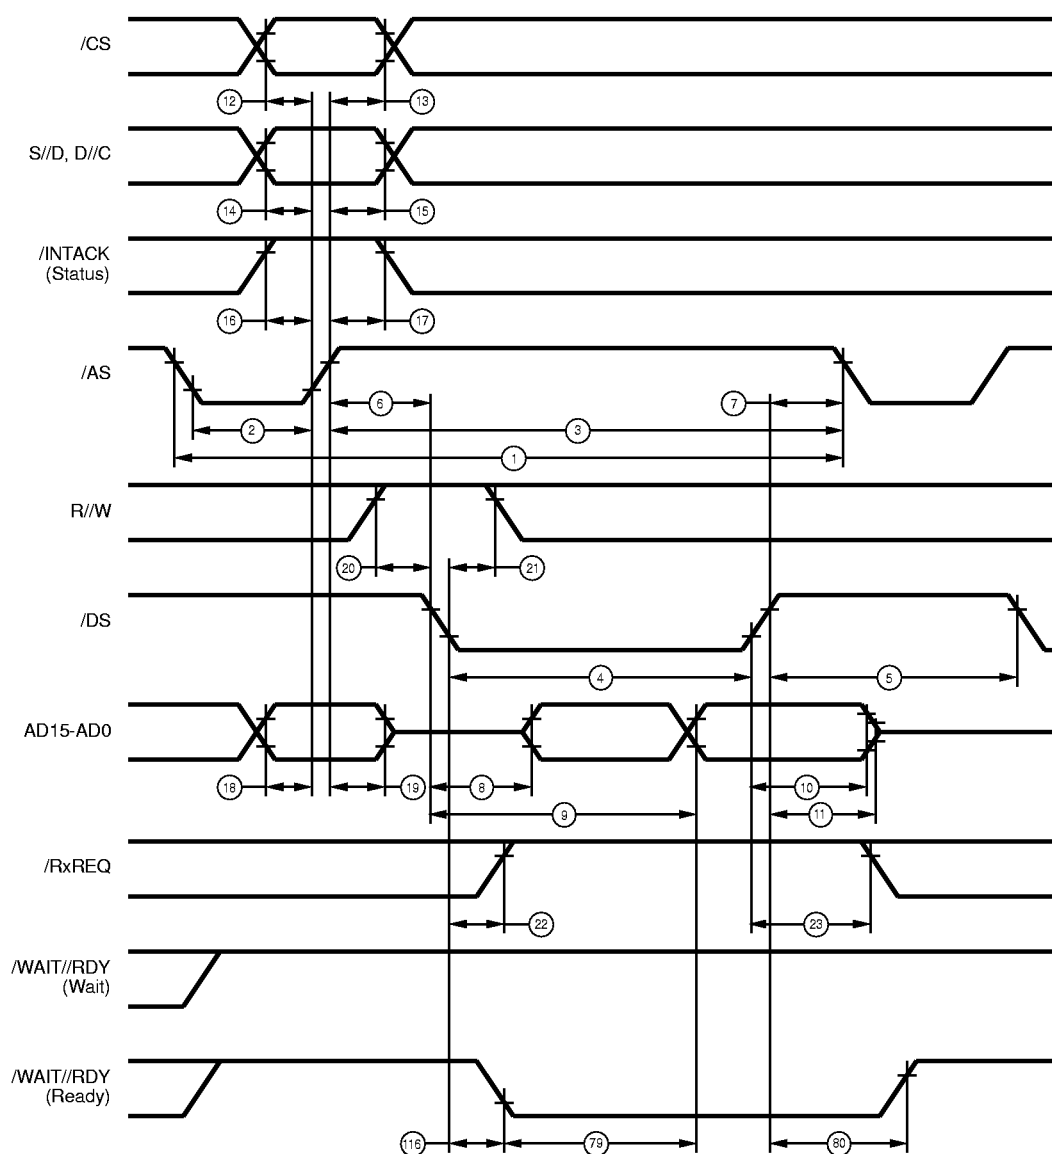 /CS
12
13
S//D, D//C
14
15
/INTACK
(Status)
16
17
/AS
6
7
2
3
1
R//W
20
21
/DS
4
5
AD15-AD0
18
19
8
10
9
11
/RxREQ
22
23
/WAIT//RDY
(Wait)
/WAIT//RDY
(Ready)
116
79
80